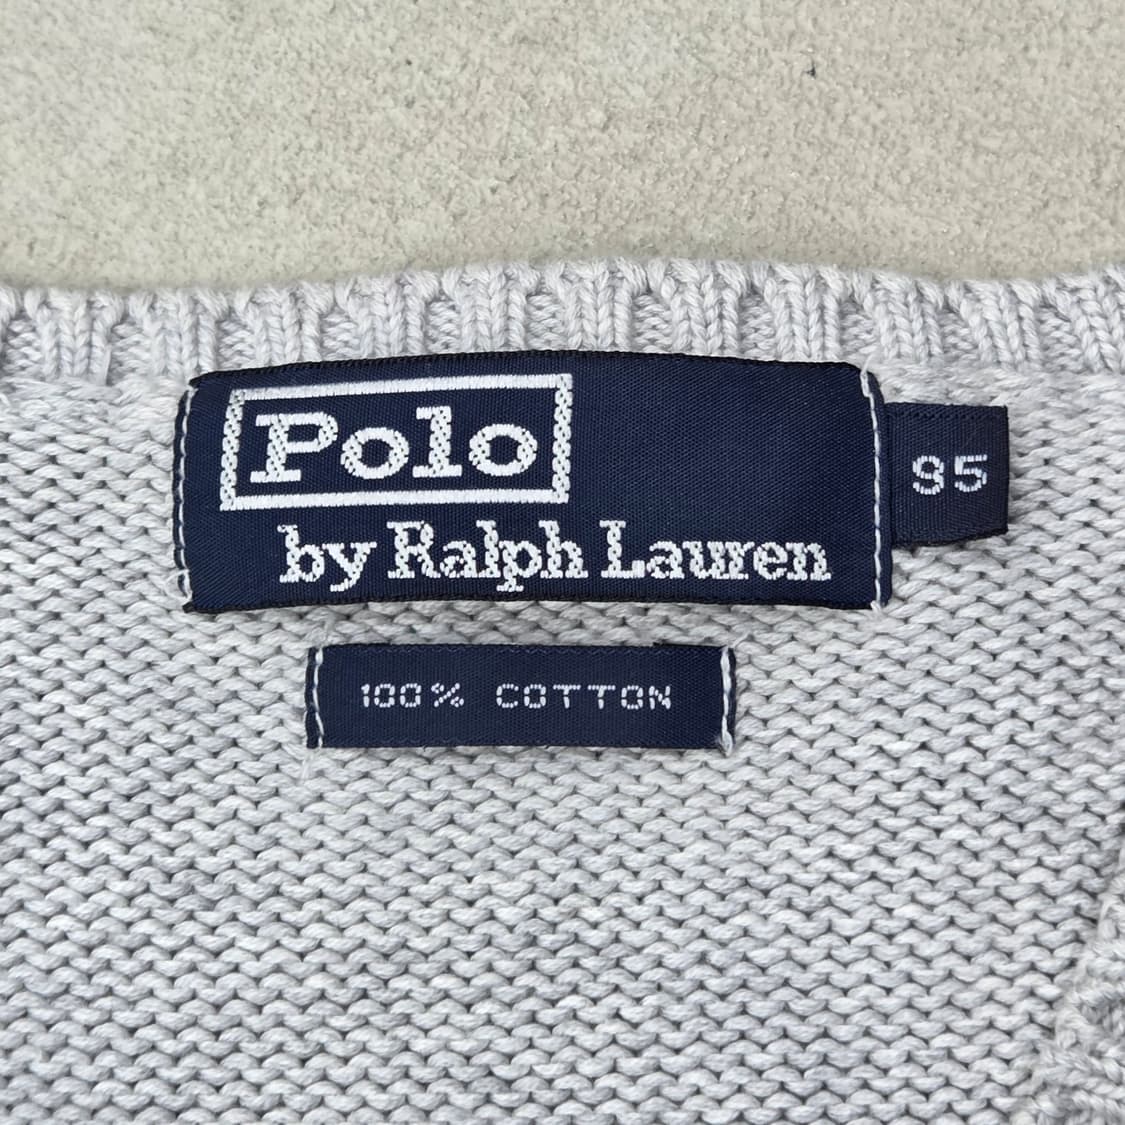 Polo
by Ralph Lauren
95
100% COTTON